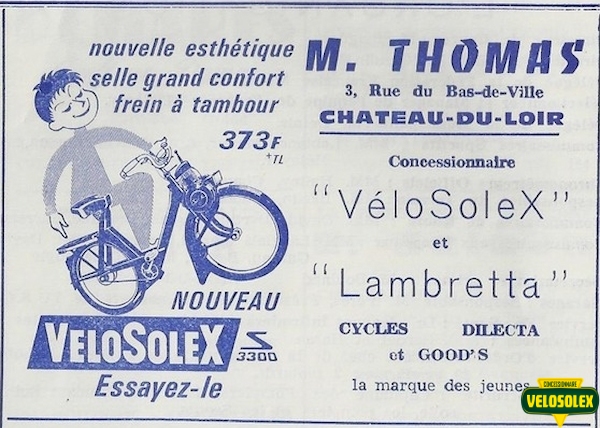 nouvelle esthétique
selle grand confort
frein à tambour
373F
+TL
NOUVEAU
VELOSOLEX S 3300
Essayez-le
M. THOMAS
3, Rue du Bas-de-Ville
CHATEAU-DU-LOIR
Concessionnaire
"VéloSoleX"
et
"Lambretta"
CYCLES DILECTA
et GOOD'S
la marque des jeunes
CONCESSIONNAIRE
VELOSOLEX